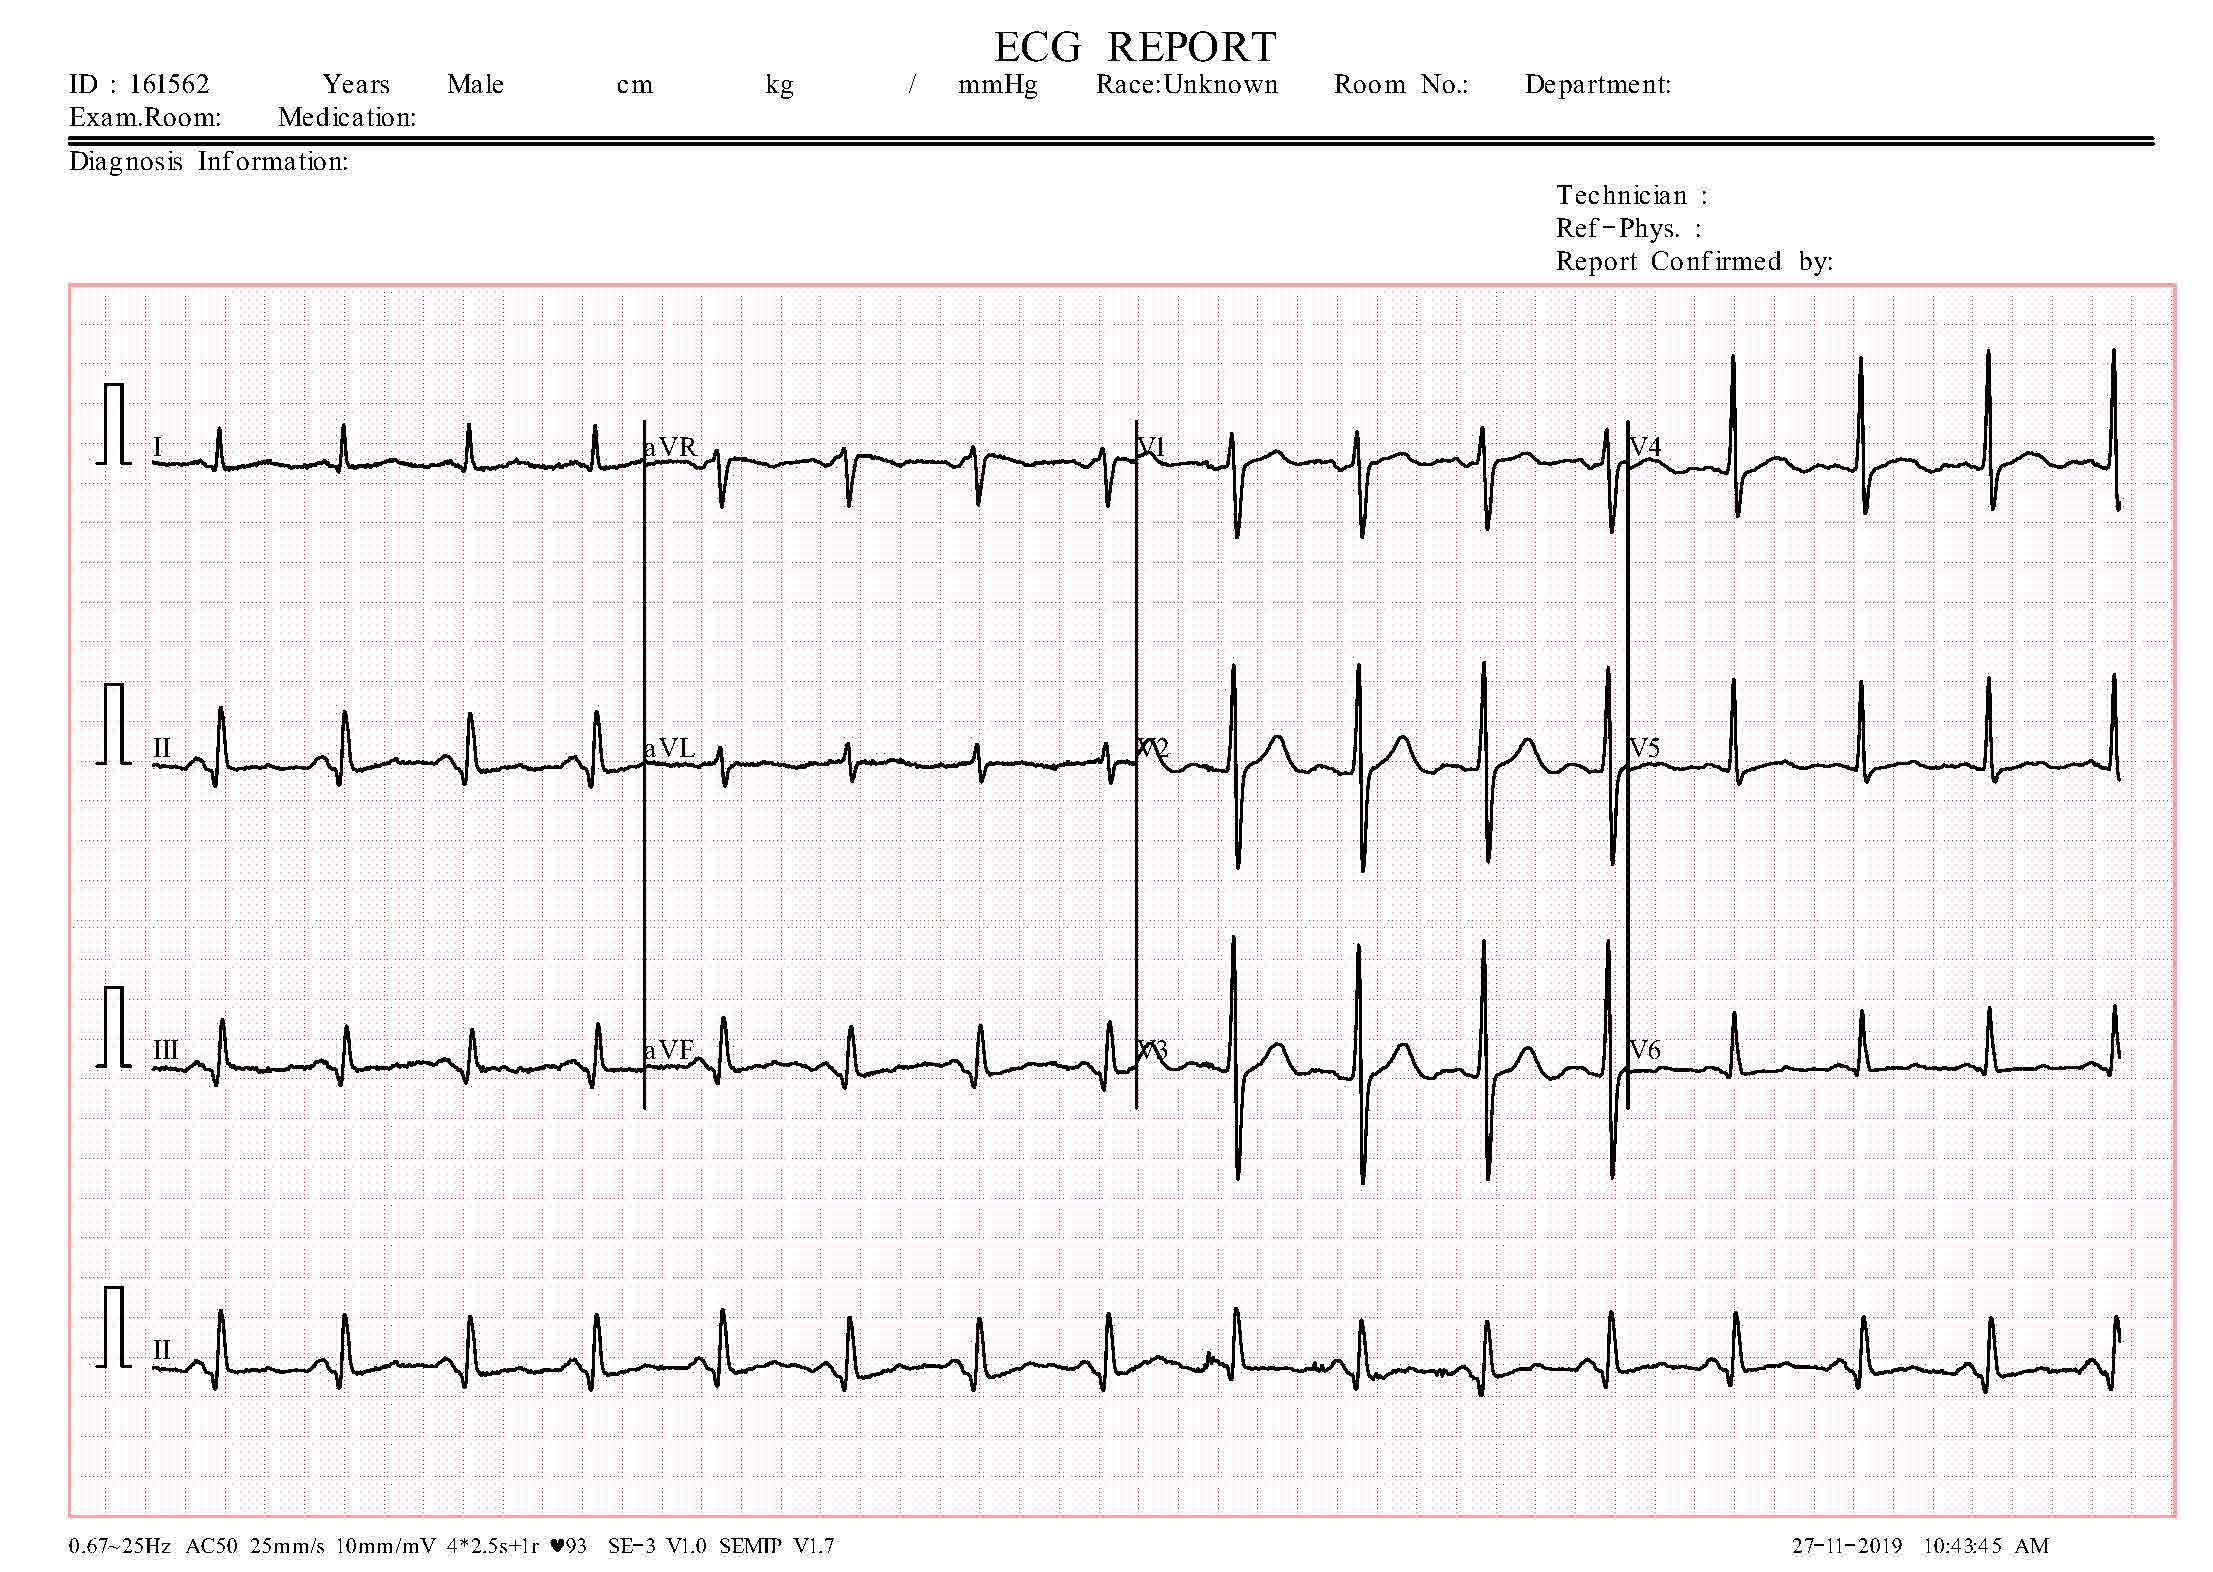 ECG REPORT
ID : 161562 Years Male cm kg / mmHg Race:Unknown Room No.: Department:
Exam.Room: Medication:
Diagnosis Information:
Technician :
Ref-Phys. :
Report Confirmed by:
I aVR V1 V4
II aVL V2 V5
III aVF V3 V6
II
0.67~25Hz AC50 25mm/s 10mm/mV 4*2.5s+1r ♥93 SE-3 V1.0 SEMIP V1.7 27-11-2019 10:43:45 AM